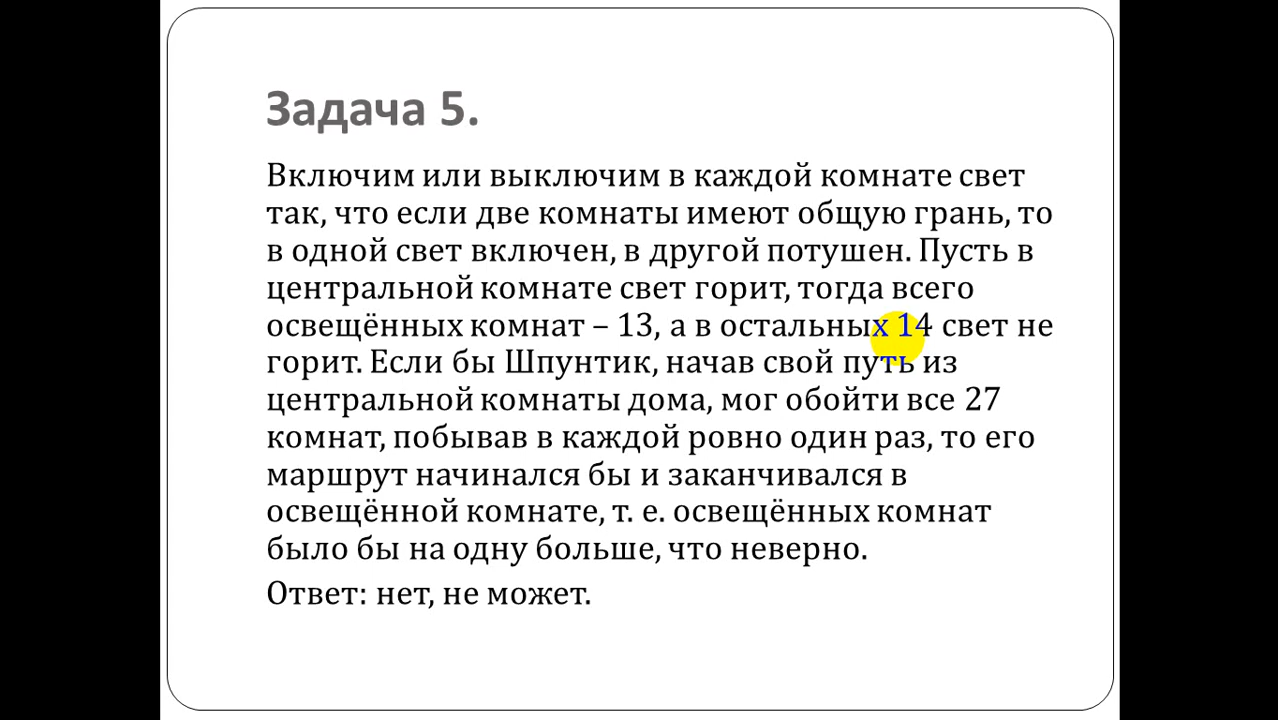 Задача 5.
Включим или выключим в каждой комнате свет
так, что если две комнаты имеют общую грань, то
в одной свет включен, в другой потушен. Пусть в
центральной комнате свет горит, тогда всего
освещённых комнат – 13, а в остальных 14 свет не
горит. Если бы Шпунтик, начав свой путь из
центральной комнаты дома, мог обойти все 27
комнат, побывав в каждой ровно один раз, то его
маршрут начинался бы и заканчивался в
освещённой комнате, т. е. освещённых комнат
было бы на одну больше, что неверно.
Ответ: нет, не может.